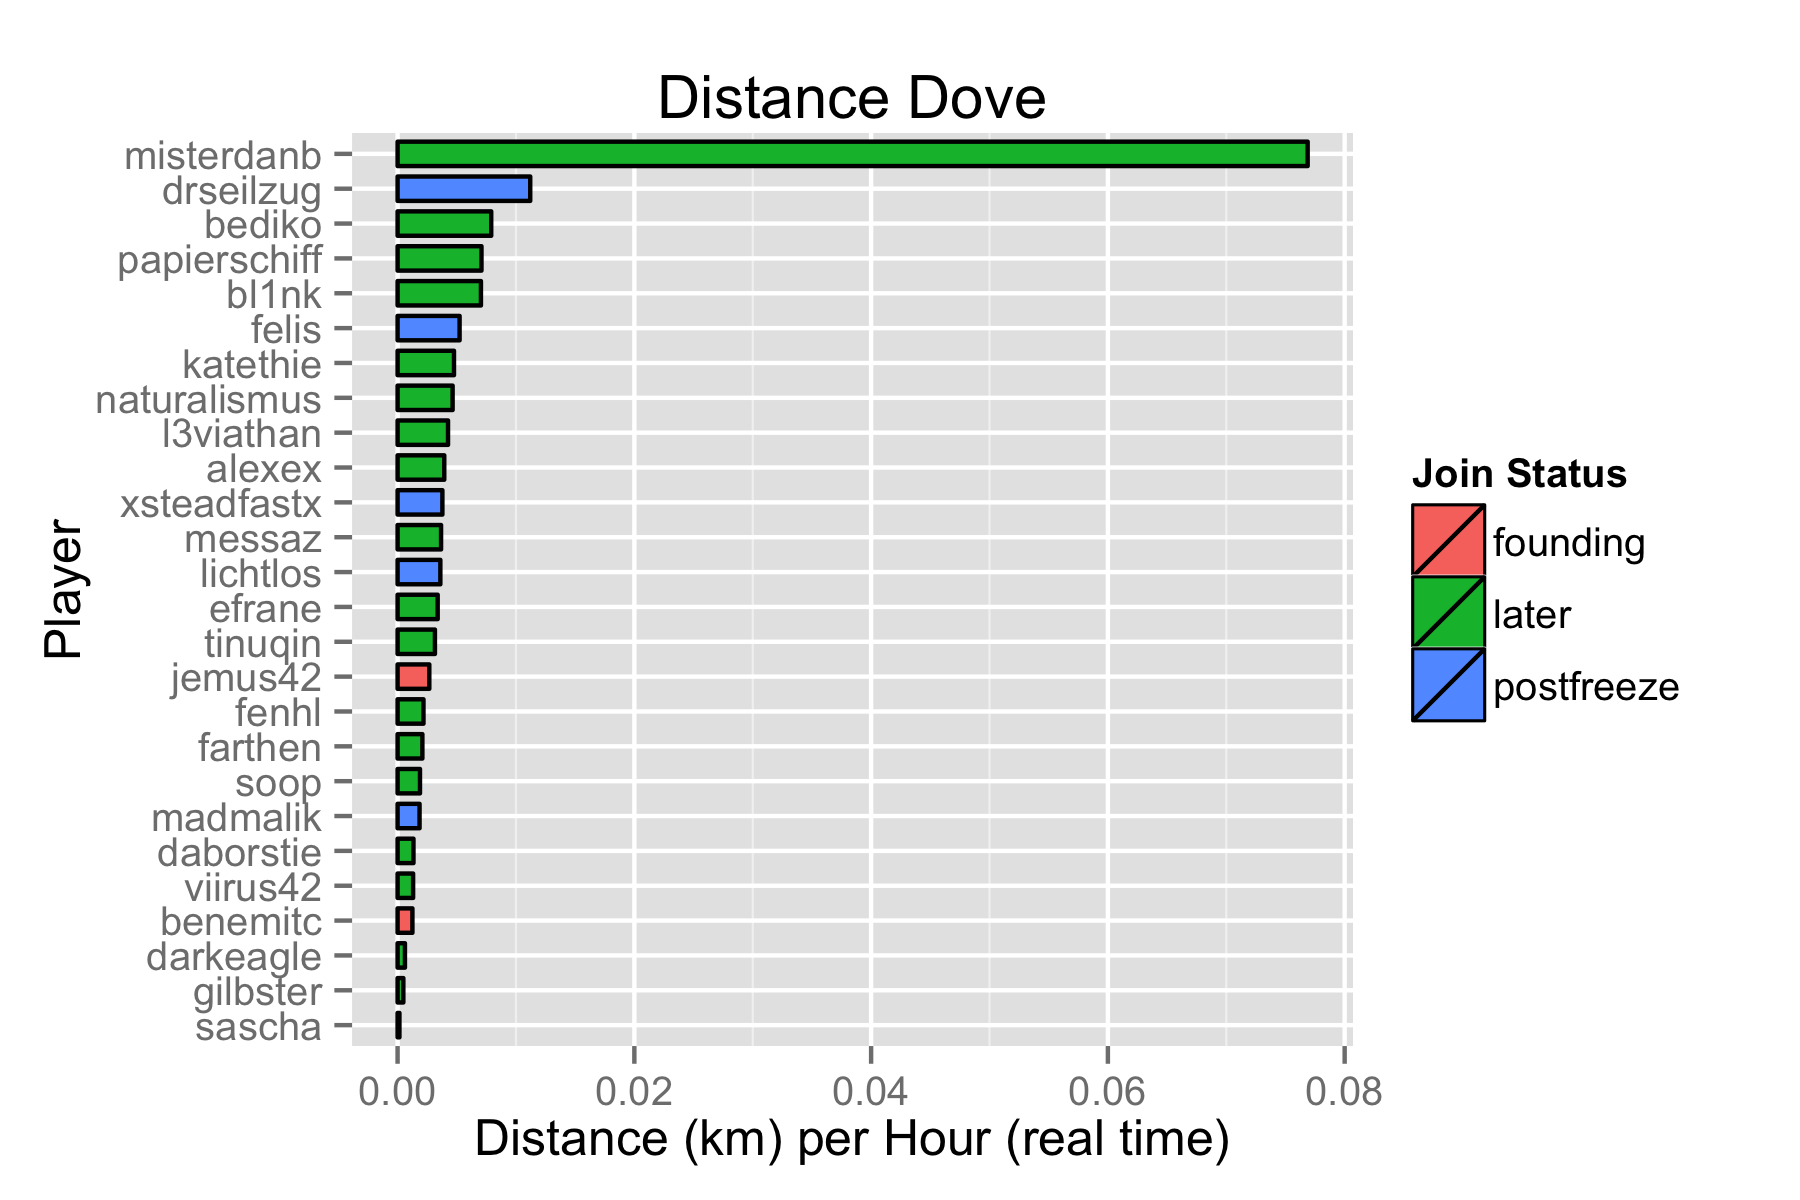 Distance Dove
misterdanb
drseilzug
bediko
papierschiff
bl1nk
felis
katethie
naturalismus
l3viathan
alexex
xsteadfastx
messaz
lichtlos
efrane
tinuqin
jemus42
fenhl
farthen
soop
madmalik
daborstie
viirus42
benemitc
darkeagle
gilbster
sascha
Player
0.00 0.02 0.04 0.06 0.08
Distance (km) per Hour (real time)
Join Status
founding
later
postfreeze